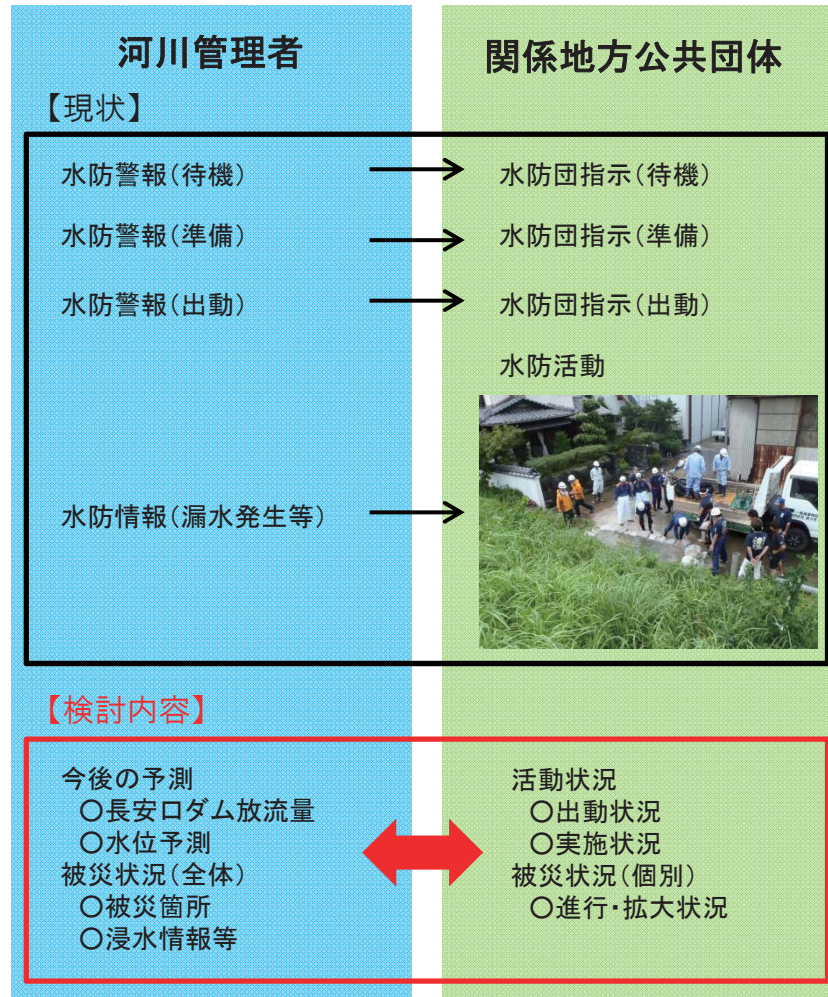 河川管理者
関係地方公共団体
【現状】
水防警報（待機）
水防団指示（待機）
水防警報（準備）
水防団指示（準備）
水防警報（出動）
水防団指示（出動）
水防活動
水防情報（漏水発生等）
【検討内容】
今後の予測
○長安口ダム放流量
○水位予測
被災状況（全体）
○被災箇所
○浸水情報等
活動状況
○出動状況
○実施状況
被災状況（個別）
○進行・拡大状況